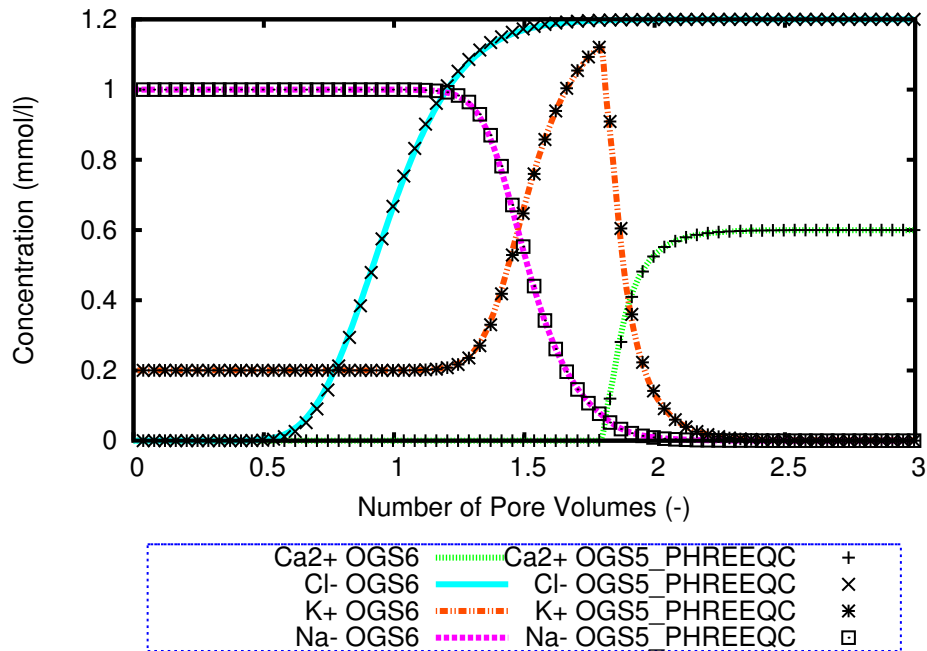 1.2
1
0.8
0.6
0.4
0.2
0
Concentration (mmol/l)
0 0.5 1 1.5 2 2.5 3
Number of Pore Volumes (-)
Ca2+ OGS6 Ca2+ OGS5_PHREEQC
Cl- OGS6 Cl- OGS5_PHREEQC
K+ OGS6 K+ OGS5_PHREEQC
Na- OGS6 Na- OGS5_PHREEQC